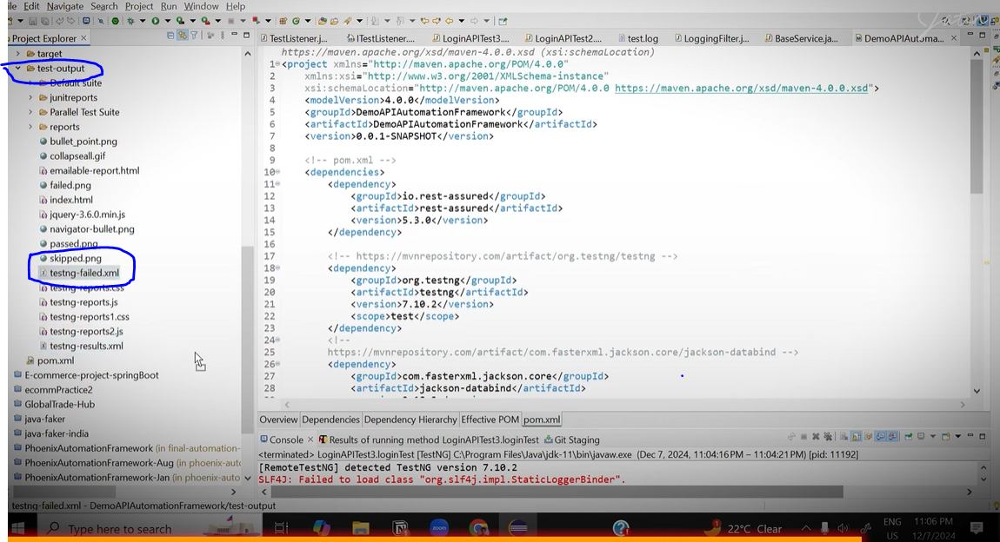 File Edit Navigate Search Project Run Window Help
Project Explorer
TestListener.j...
ITestListener....
LoginAPITest3....
LoginAPITest2....
test.log
LoggingFilter.j...
BaseService.ja...
DemoAPIAutoma...
target
test-output
Default suite
junitreports
Parallel Test Suite
reports
bullet_point.png
collapseall.gif
emailable-report.html
failed.png
index.html
jquery-3.6.0.min.js
navigator-bullet.png
passed.png
skipped.png
testng-failed.xml
testng-reports.css
testng-reports.js
testng-reports1.css
testng-reports2.js
testng-results.xml
pom.xml
E-commerce-project-springBoot
ecommPractice2
GlobalTrade-Hub
java-faker
java-faker-india
PhoenixAutomationFramework (in final-automation-
PhoenixAutomationFramework-Aug (in phoenix-auto
PhoenixAutomationFramework-Jan (in phoenix-auto
https://maven.apache.org/xsd/maven-4.0.0.xsd (xsi:schemaLocation)
1 <project xmlns="http://maven.apache.org/POM/4.0.0"
2 xmlns:xsi="http://www.w3.org/2001/XMLSchema-instance"
3 xsi:schemaLocation="http://maven.apache.org/POM/4.0.0 https://maven.apache.org/xsd/maven-4.0.0.xsd">
4 <modelVersion>4.0.0</modelVersion>
5 <groupId>DemoAPIAutomationFramework</groupId>
6 <artifactId>DemoAPIAutomationFramework</artifactId>
7 <version>0.0.1-SNAPSHOT</version>
8
9 <!-- pom.xml -->
10 <dependencies>
11 <dependency>
12 <groupId>io.rest-assured</groupId>
13 <artifactId>rest-assured</artifactId>
14 <version>5.3.0</version>
15 </dependency>
16
17 <!-- https://mvnrepository.com/artifact/org.testng/testng -->
18 <dependency>
19 <groupId>org.testng</groupId>
20 <artifactId>testng</artifactId>
21 <version>7.10.2</version>
22 <scope>test</scope>
23 </dependency>
24 <!--
25 https://mvnrepository.com/artifact/com.fasterxml.jackson.core/jackson-databind -->
26 <dependency>
27 <groupId>com.fasterxml.jackson.core</groupId>
28 <artifactId>jackson-databind</artifactId>
Overview Dependencies Dependency Hierarchy Effective POM pom.xml
Console Results of running method LoginAPITest3.loginTest Git Staging
<terminated> LoginAPITest3.loginTest [TestNG] C:\Program Files\Java\jdk-11\bin\javaw.exe (Dec 7, 2024, 11:04:16 PM – 11:04:21 PM) [pid: 11192]
[RemoteTestNG] detected TestNG version 7.10.2
SLF4J: Failed to load class "org.slf4j.impl.StaticLoggerBinder".
testng-failed.xml - DemoAPIAutomationFramework/test-output
Type here to search
zoom
22°C Clear
ENG
US
11:06 PM
12/7/2024